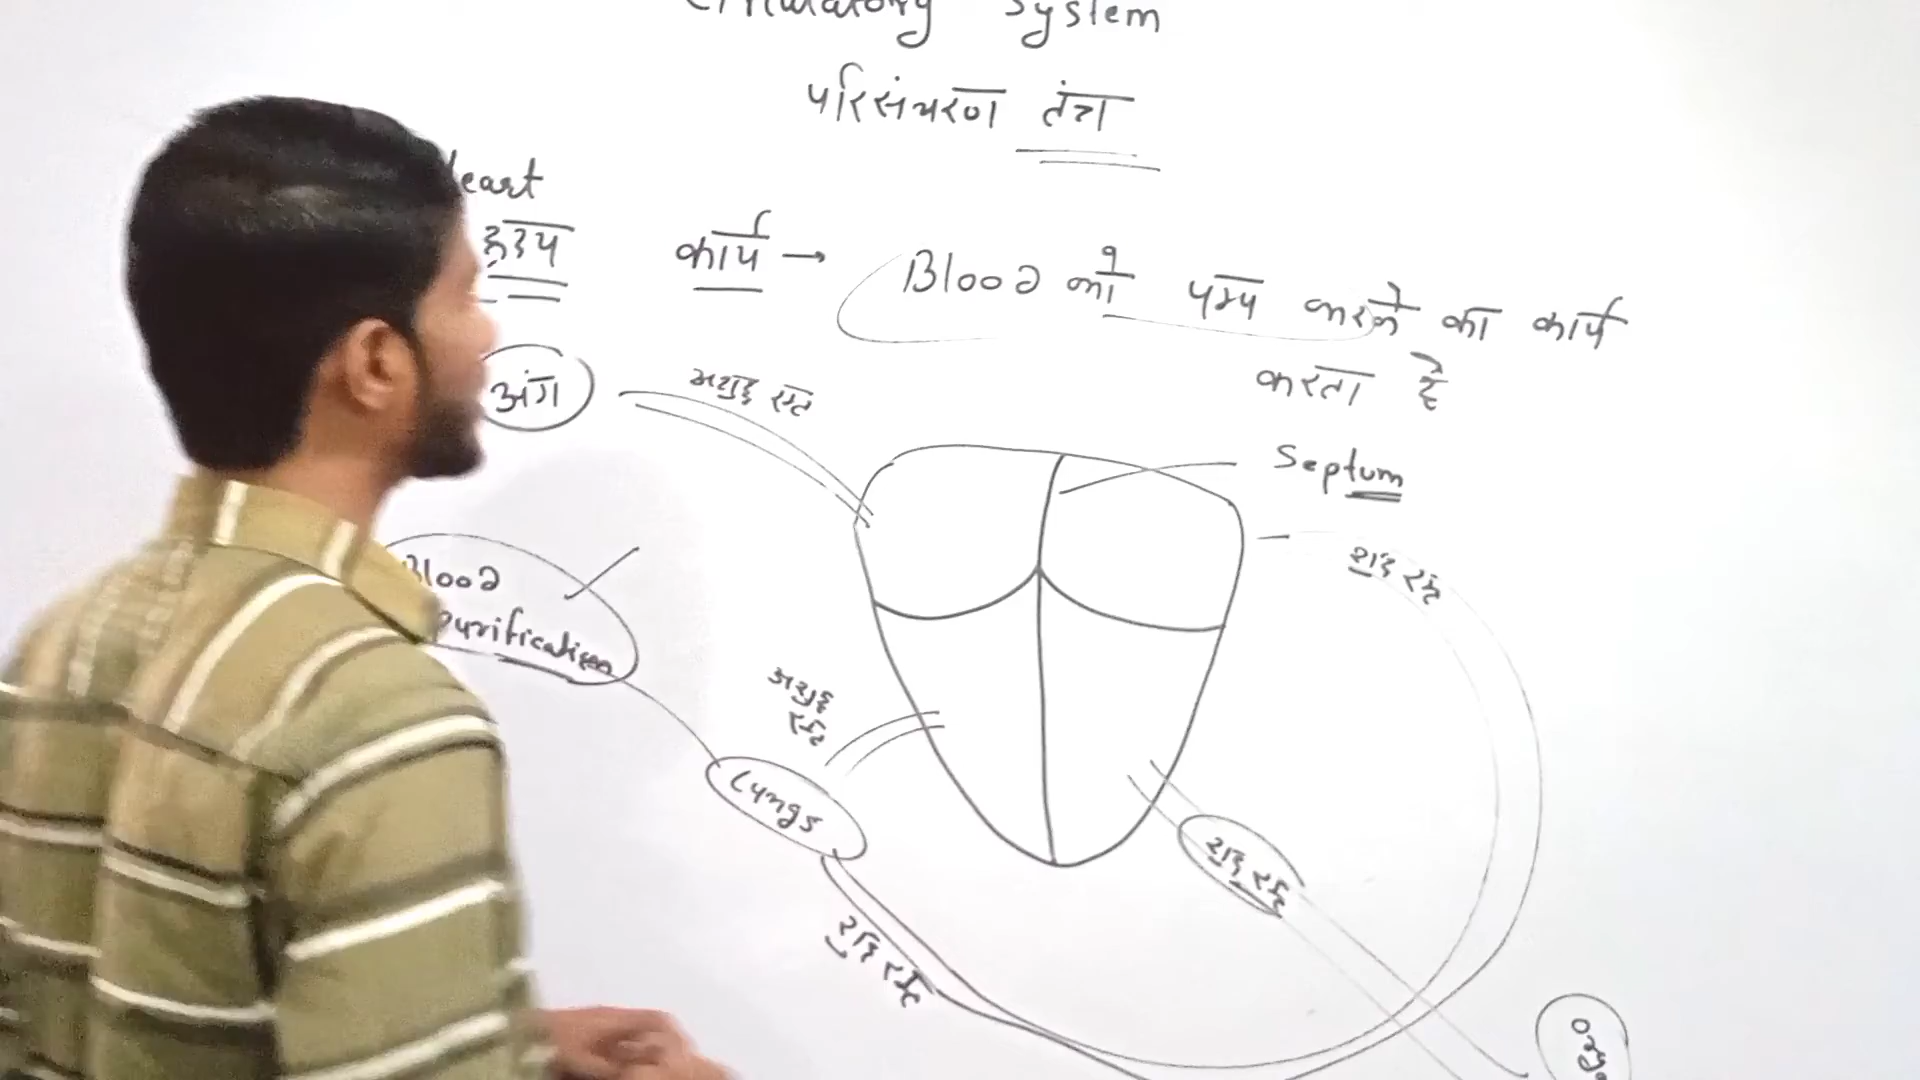 Circulatory System
परिसंचरण तंत्र
Heart
हृदय
कार्य → Blood को पम्प करने का कार्य
करता है
अंग
अशुद्ध रक्त
Septum
शुद्ध रक्त
Blood
purification
अशुद्ध
रक्त
Lungs
शुद्ध रक्त
शुद्ध रक्त